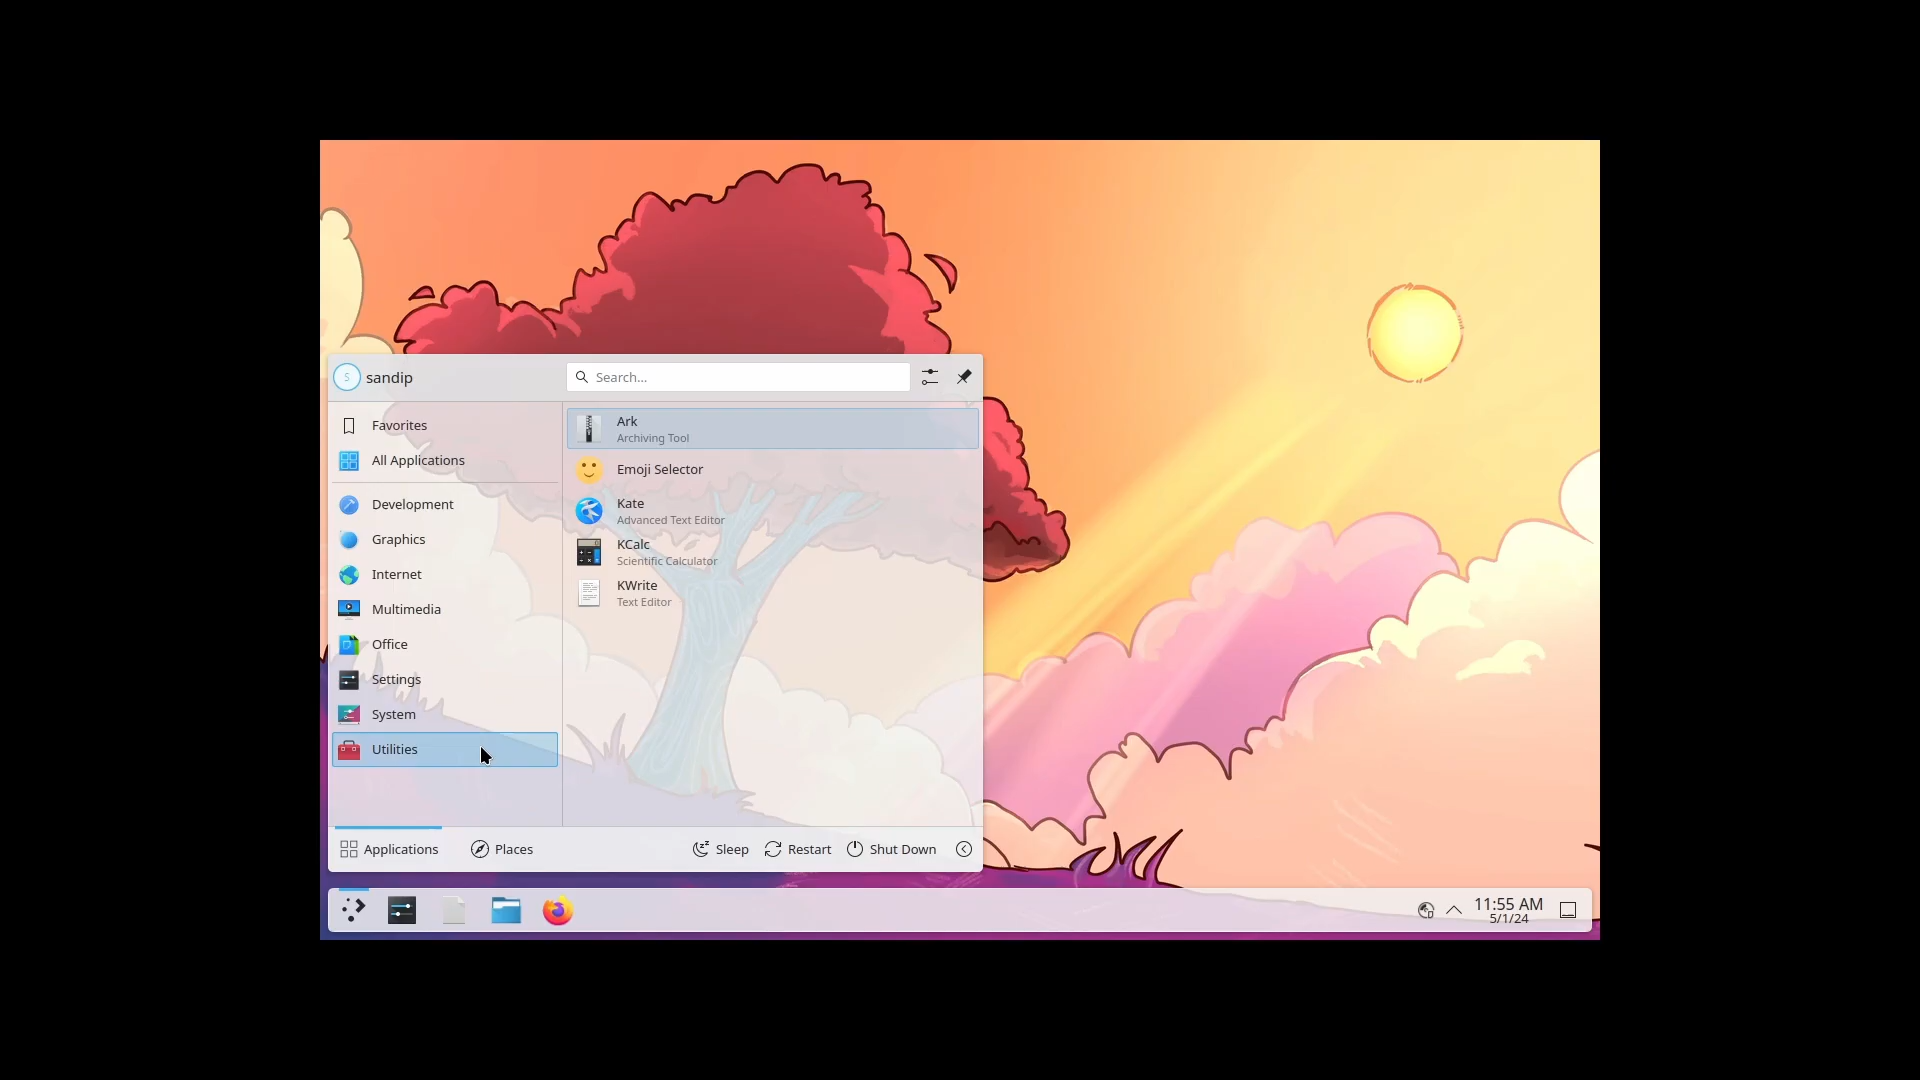 S sandip
Search...
Favorites
All Applications
Development
Graphics
Internet
Multimedia
Office
Settings
System
Utilities
Ark
Archiving Tool
Emoji Selector
Kate
Advanced Text Editor
KCalc
Scientific Calculator
KWrite
Text Editor
Applications
Places
Sleep
Restart
Shut Down
11:55 AM
5/1/24